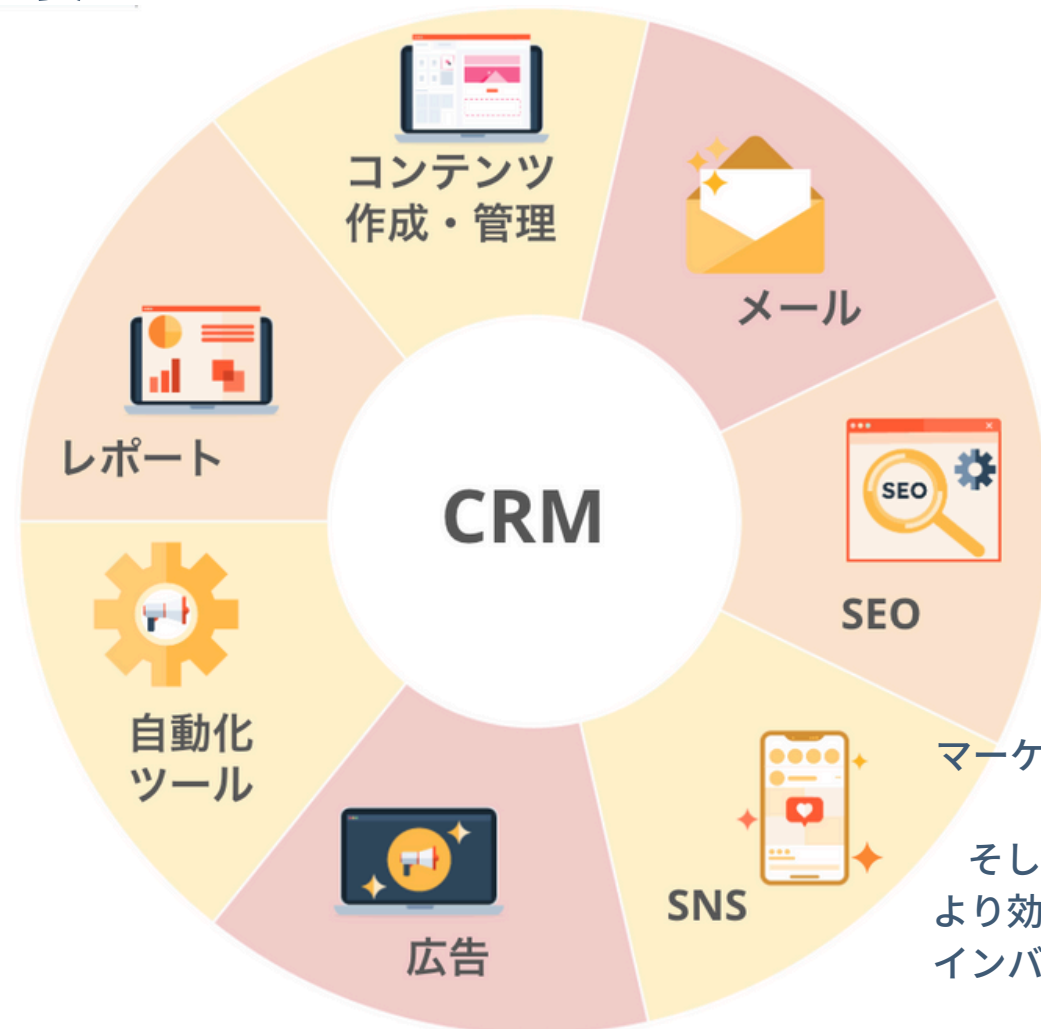 コンテンツ
作成・管理
メール
SEO
SEO
SNS
広告
自動化
ツール
レポート
CRM
マーケ
そし
より効
インバ